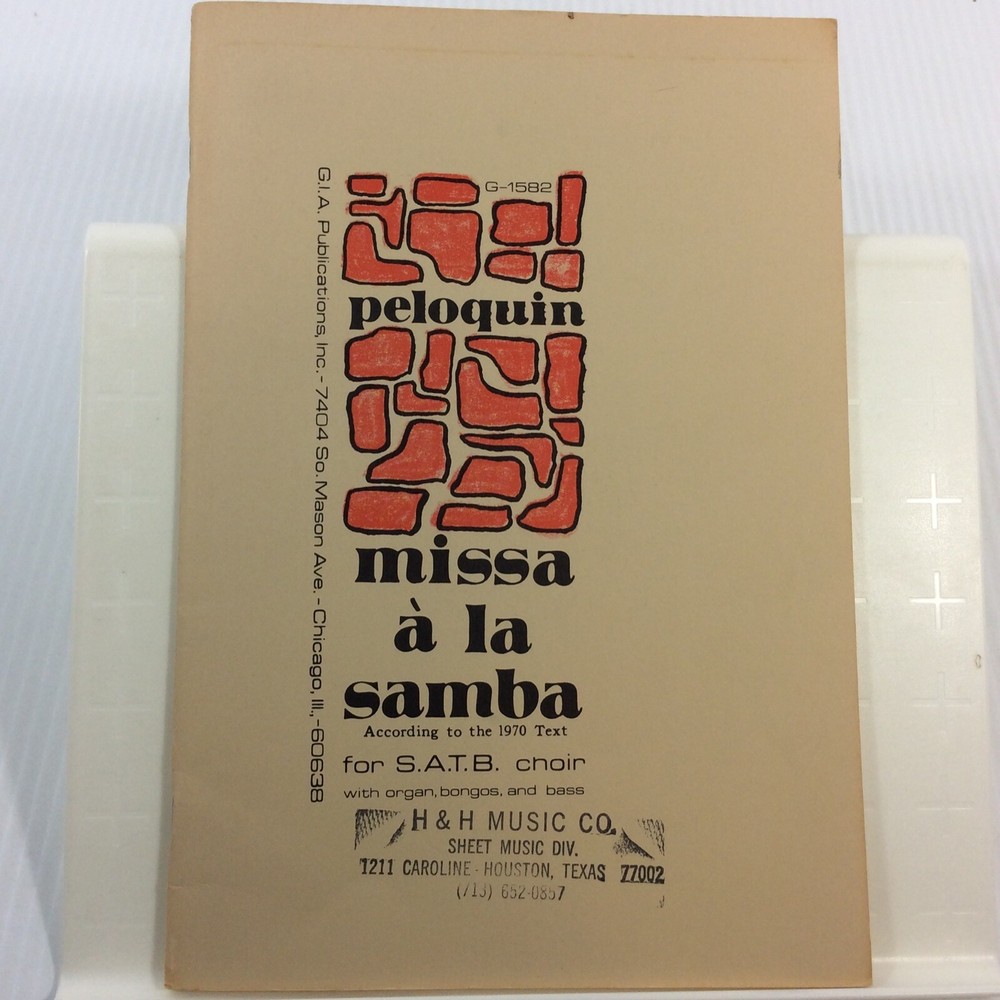 G-1582
peloquin
missa
à la
samba
According to the 1970 Text
for S.A.T.B. choir
with organ, bongos, and bass
G.I.A. Publications, Inc. - 7404 So. Mason Ave. - Chicago, Ill., -60638
H & H MUSIC CO.
SHEET MUSIC DIV.
1211 CAROLINE - HOUSTON, TEXAS 77002
(713) 652-0857